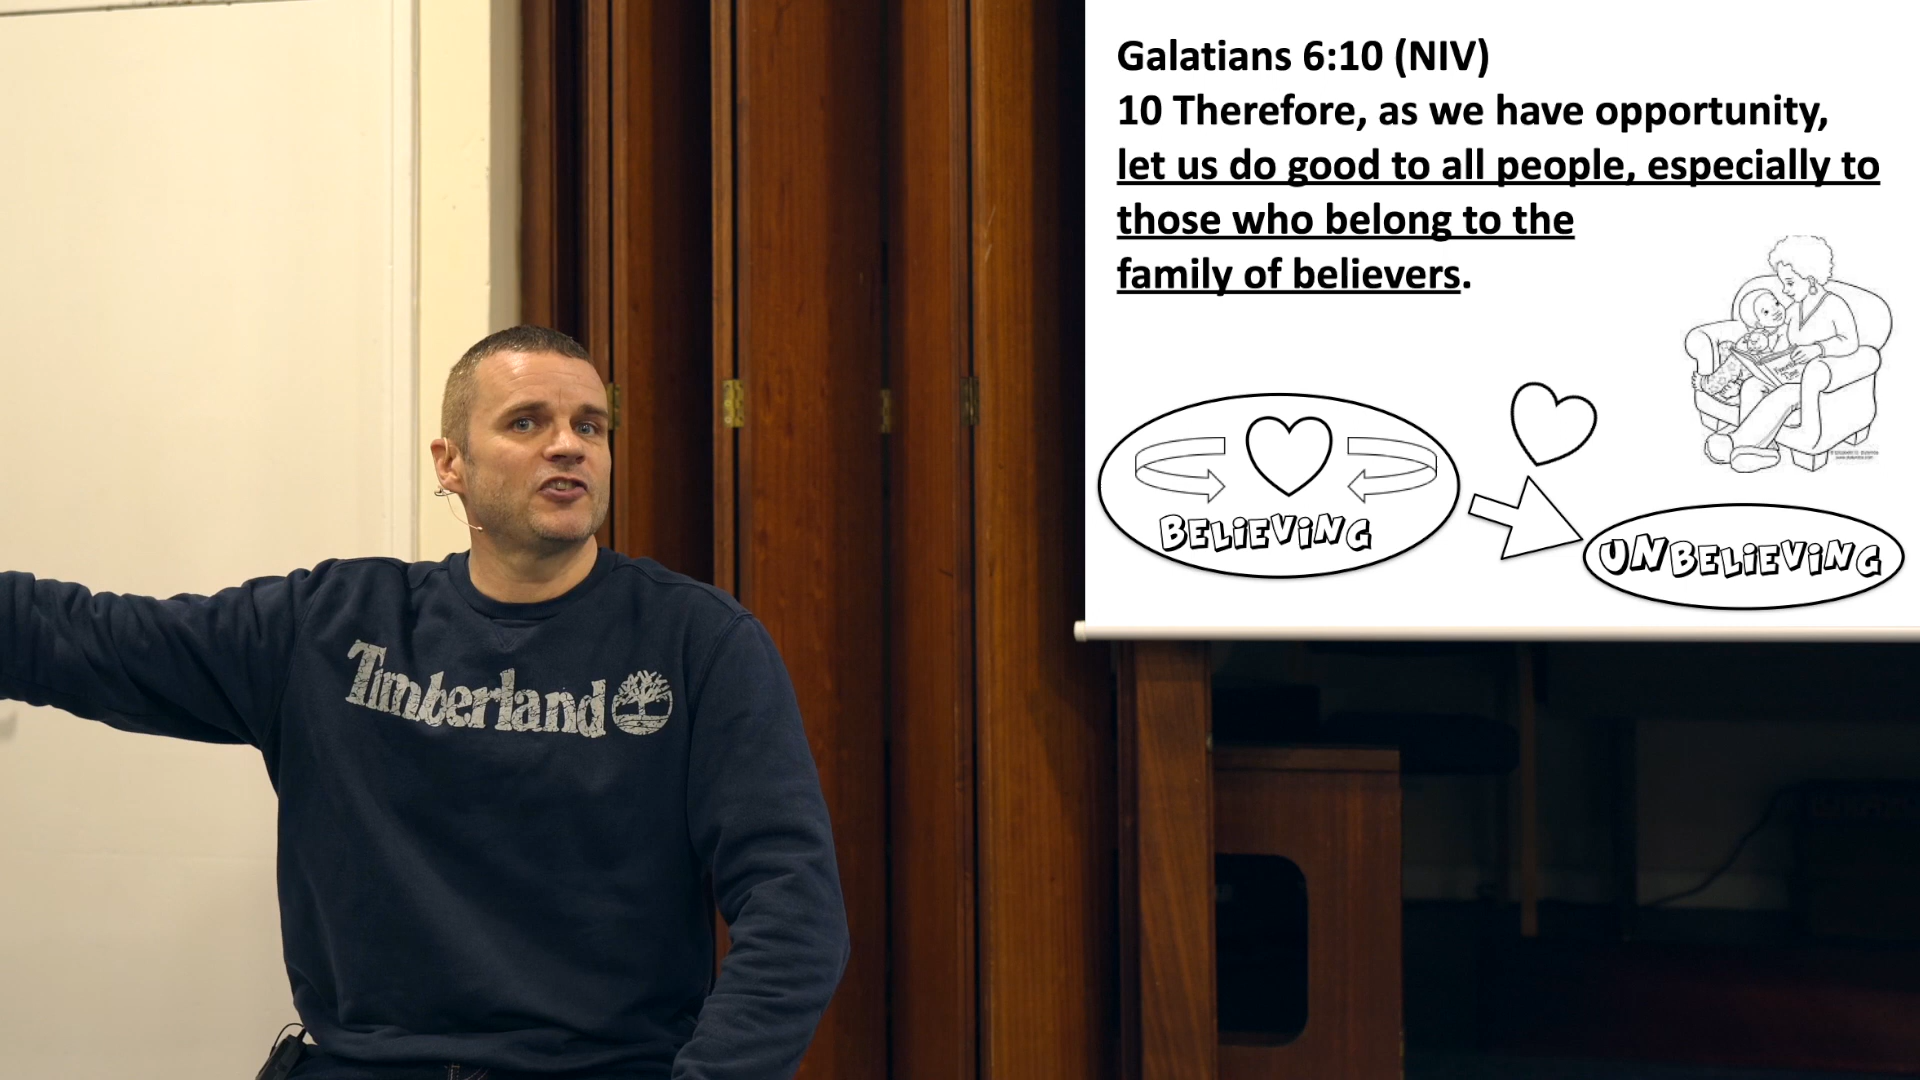 Galatians 6:10 (NIV)
10 Therefore, as we have opportunity,
let us do good to all people, especially to
those who belong to the
family of believers.
BELiEViNG
UNBELiEViNG
Timberland